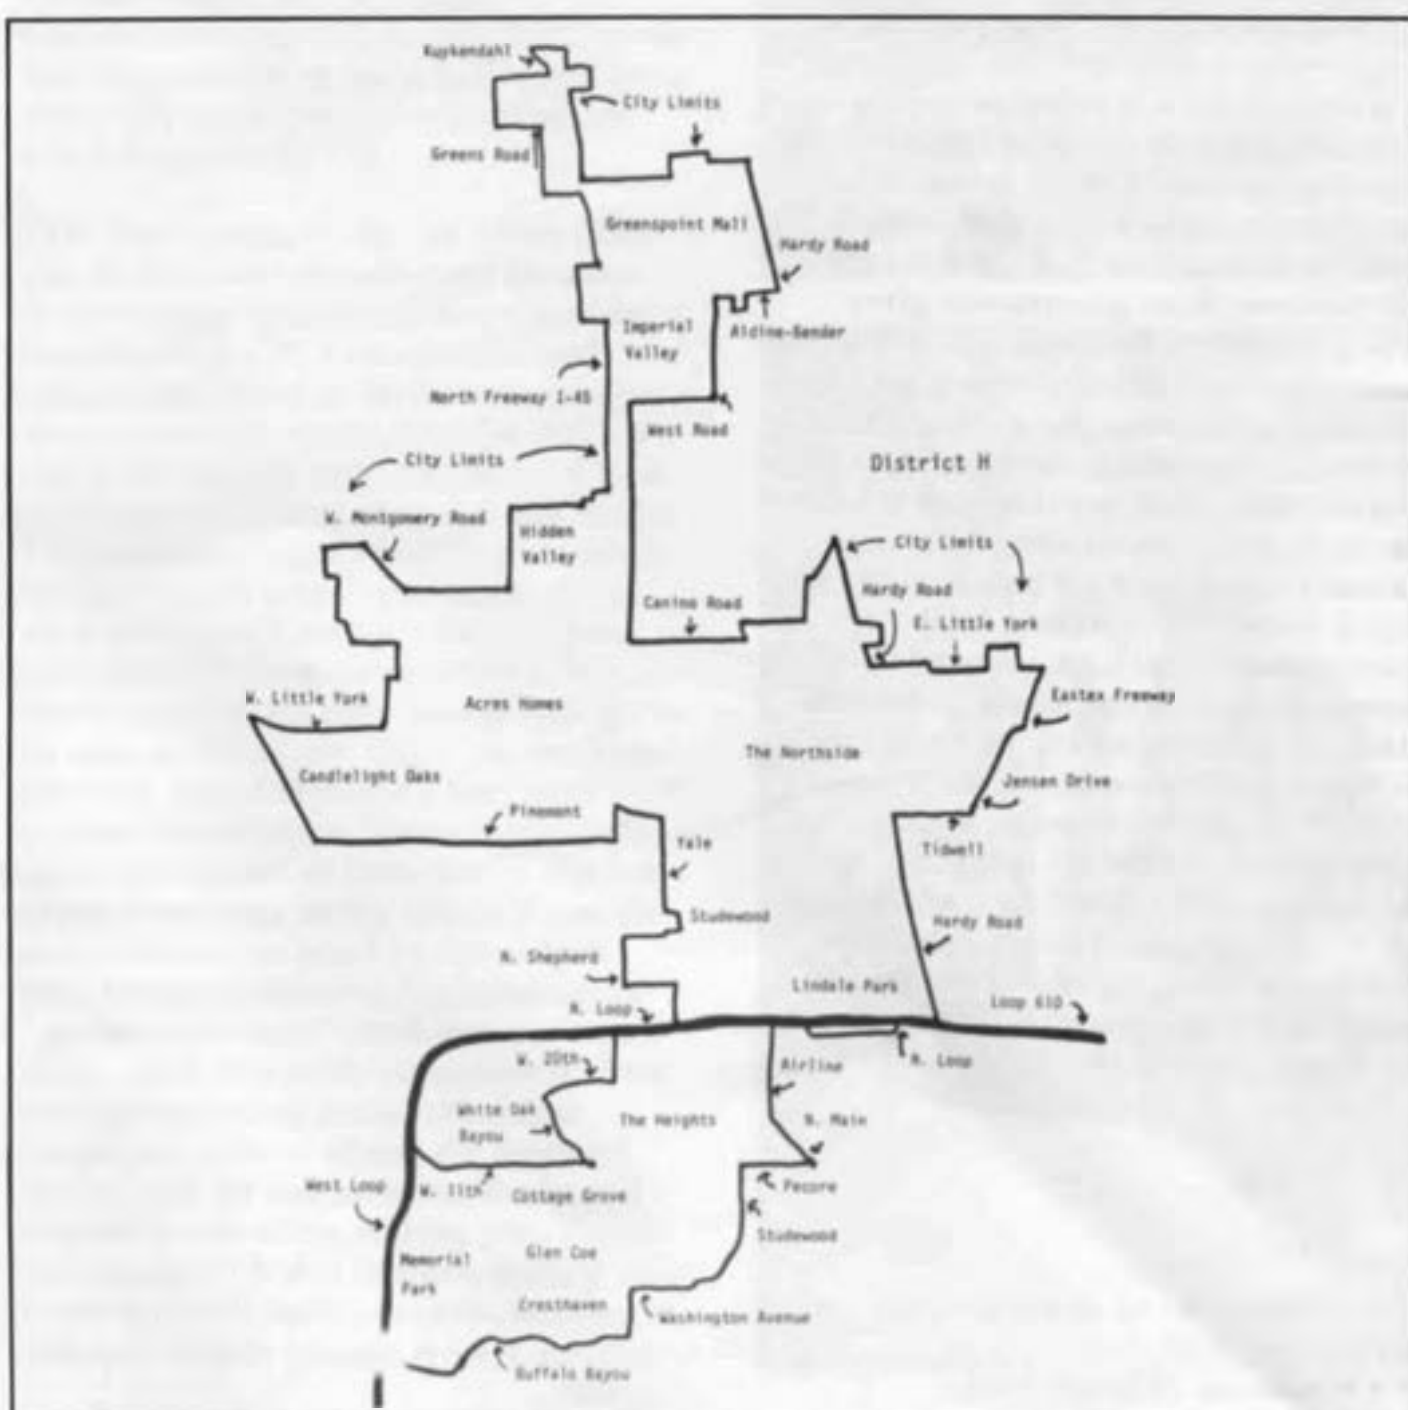 Kuykendahl
City Limits
Greens Road
Greenspoint Mall
Hardy Road
Imperial
Valley
Aldine-Bender
North Freeway I-45
West Road
City Limits
District H
W. Montgomery Road
Hidden
Valley
City Limits
Hardy Road
Canino Road
E. Little York
W. Little York
Acres Homes
Eastex Freeway
The Northside
Candlelight Oaks
Jensen Drive
Pinemont
Yale
Tidwell
Studewood
Hardy Road
N. Shepherd
Lindale Park
N. Loop
Loop 610
W. 20th
Airline
N. Loop
White Oak
Bayou
The Heights
N. Main
West Loop
W. 11th
Cottage Grove
Pecore
Studewood
Glen Coe
Memorial
Park
Cresthaven
Washington Avenue
Buffalo Bayou